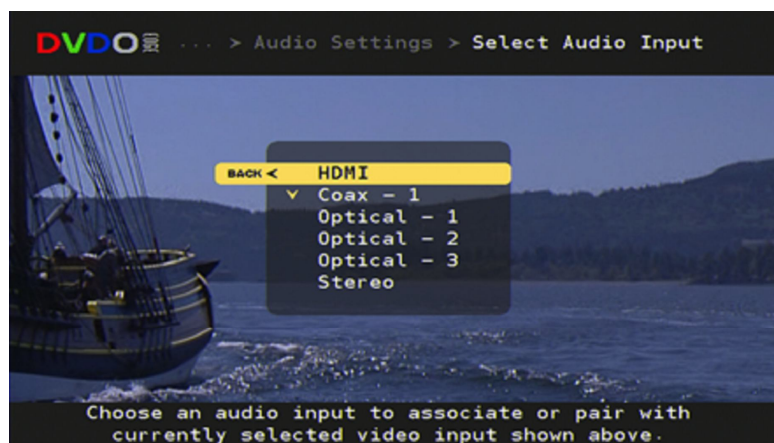 DVDO EDGE ... > Audio Settings > Select Audio Input
BACK < HDMI
Coax - 1
Optical - 1
Optical - 2
Optical - 3
Stereo
Choose an audio input to associate or pair with
currently selected video input shown above.